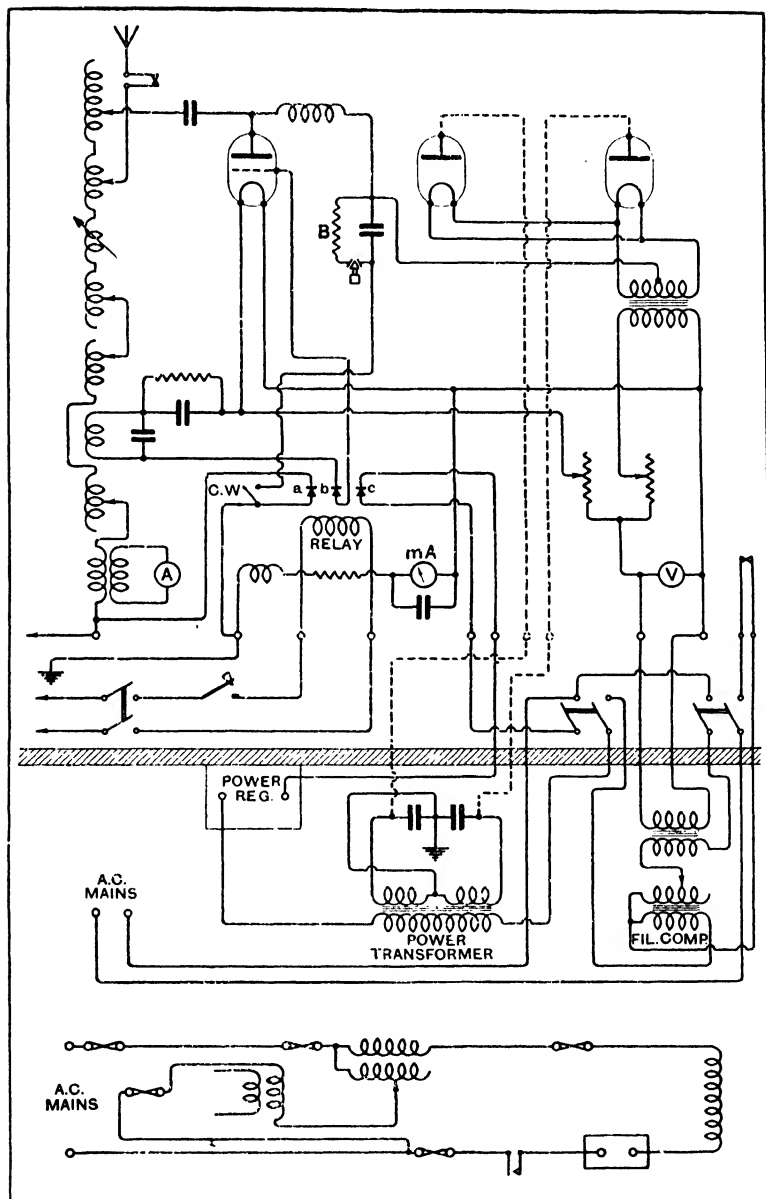 B
C.W
a b c
RELAY
mA
A
V
POWER
REG.
A.C.
MAINS
POWER
TRANSFORMER
FIL.COMP.
A.C.
MAINS